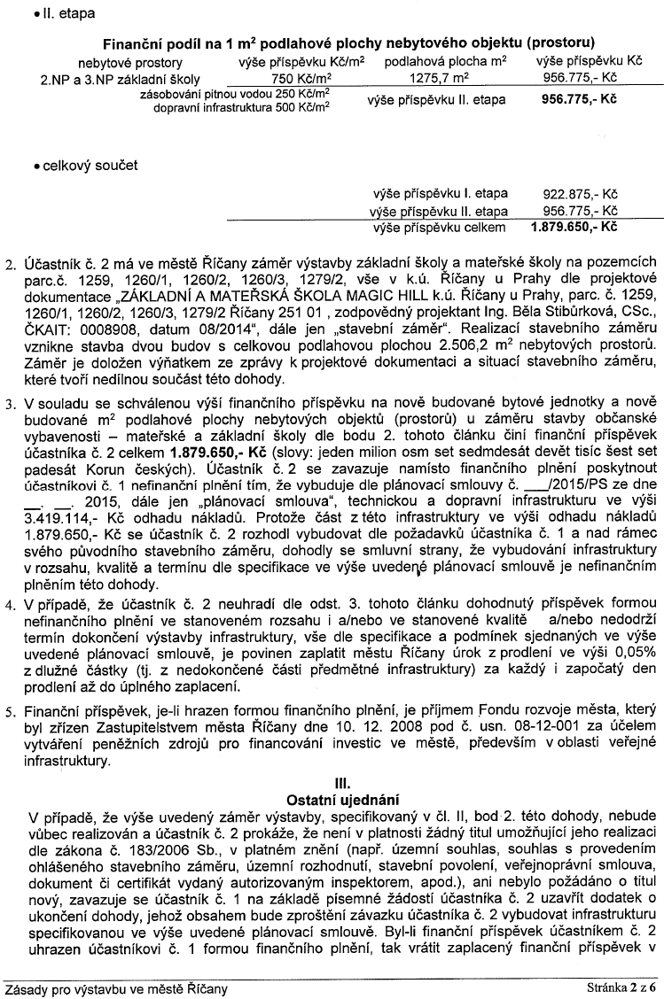 • II. etapa
Finanční podíl na 1 m² podlahové plochy nebytového objektu (prostoru)
nebytové prostory výše příspěvku Kč/m² podlahová plocha m² výše příspěvku Kč
2.NP a 3.NP základní školy 750 Kč/m² 1275,7 m² 956.775,- Kč
zásobování pitnou vodou 250 Kč/m²
dopravní infrastruktura 500 Kč/m² výše příspěvku II. etapa 956.775,- Kč
• celkový součet
výše příspěvku I. etapa 922.875,- Kč
výše příspěvku II. etapa 956.775,- Kč
výše příspěvku celkem 1.879.650,- Kč
2. Účastník č. 2 má ve městě Říčany záměr výstavby základní školy a mateřské školy na pozemcích
parc.č. 1259, 1260/1, 1260/2, 1260/3, 1279/2, vše v k.ú. Říčany u Prahy dle projektové
dokumentace „ZÁKLADNÍ A MATEŘSKÁ ŠKOLA MAGIC HILL k.ú. Říčany u Prahy, parc. č. 1259,
1260/1, 1260/2, 1260/3, 1279/2 Říčany 251 01 , zodpovědný projektant Ing. Běla Stibůrková, CSc.,
ČKAIT: 0008908, datum 08/2014“, dále jen „stavební záměr“. Realizací stavebního záměru
vznikne stavba dvou budov s celkovou podlahovou plochou 2.506,2 m² nebytových prostorů.
Záměr je doložen výňatkem ze zprávy k projektové dokumentaci a situací stavebního záměru,
které tvoří nedílnou součást této dohody.
3. V souladu se schválenou výší finančního příspěvku na nově budované bytové jednotky a nově
budované m² podlahové plochy nebytových objektů (prostorů) u záměru stavby občanské
vybavenosti – mateřské a základní školy dle bodu 2. tohoto článku činí finanční příspěvek
účastníka č. 2 celkem 1.879.650,- Kč (slovy: jeden milion osm set sedmdesát devět tisíc šest set
padesát Korun českých). Účastník č. 2 se zavazuje namísto finančního plnění poskytnout
účastníkovi č. 1 nefinanční plnění tím, že vybuduje dle plánovací smlouvy č. ___/2015/PS ze dne
__. __. 2015, dále jen „plánovací smlouva“, technickou a dopravní infrastrukturu ve výši
3.419.114,- Kč odhadu nákladů. Protože část z této infrastruktury ve výši odhadu nákladů
1.879.650,- Kč se účastník č. 2 rozhodl vybudovat dle požadavků účastníka č. 1 a nad rámec
svého původního stavebního záměru, dohodly se smluvní strany, že vybudování infrastruktury
v rozsahu, kvalitě a termínu dle specifikace ve výše uvedené plánovací smlouvě je nefinančním
plněním této dohody.
4. V případě, že účastník č. 2 neuhradí dle odst. 3. tohoto článku dohodnutý příspěvek formou
nefinančního plnění ve stanoveném rozsahu i a/nebo ve stanovené kvalitě a/nebo nedodrží
termín dokončení výstavby infrastruktury, vše dle specifikace a podmínek sjednaných ve výše
uvedené plánovací smlouvě, je povinen zaplatit městu Říčany úrok z prodlení ve výši 0,05%
z dlužné částky (tj. z nedokončené části předmětné infrastruktury) za každý i započatý den
prodlení až do úplného zaplacení.
5. Finanční příspěvek, je-li hrazen formou finančního plnění, je příjmem Fondu rozvoje města, který
byl zřízen Zastupitelstvem města Říčany dne 10. 12. 2008 pod č. usn. 08-12-001 za účelem
vytváření peněžních zdrojů pro financování investic ve městě, především v oblasti veřejné
infrastruktury.
III.
Ostatní ujednání
V případě, že výše uvedený záměr výstavby, specifikovaný v čl. II, bod 2. této dohody, nebude
vůbec realizován a účastník č. 2 prokáže, že není v platnosti žádný titul umožňující jeho realizaci
dle zákona č. 183/2006 Sb., v platném znění (např. územní souhlas, souhlas s provedením
ohlášeného stavebního záměru, územní rozhodnutí, stavební povolení, veřejnoprávní smlouva,
dokument či certifikát vydaný autorizovaným inspektorem, apod.), ani nebylo požádáno o titul
nový, zavazuje se účastník č. 1 na základě písemné žádostí účastníka č. 2 uzavřít dodatek o
ukončení dohody, jehož obsahem bude zproštění závazku účastníka č. 2 vybudovat infrastrukturu
specifikovanou ve výše uvedené plánovací smlouvě. Byl-li finanční příspěvek účastníkem č. 2
uhrazen účastníkovi č. 1 formou finančního plnění, tak vrátit zaplacený finanční příspěvek v
Zásady pro výstavbu ve městě Říčany Stránka 2 z 6